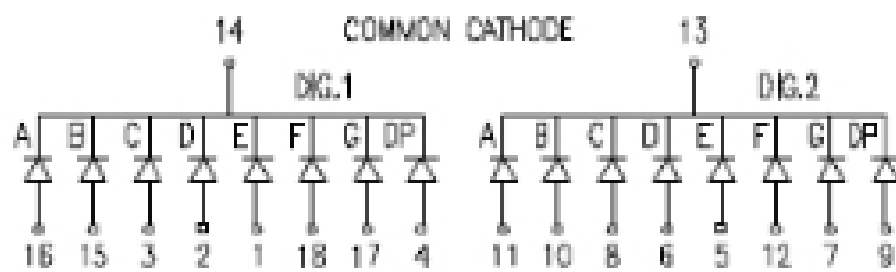 14 COMMON CATHODE 13
DIG.1 DIG.2
A B C D E F G DP A B C D E F G DP
16 15 3 2 1 18 17 4 11 10 8 6 5 12 7 9